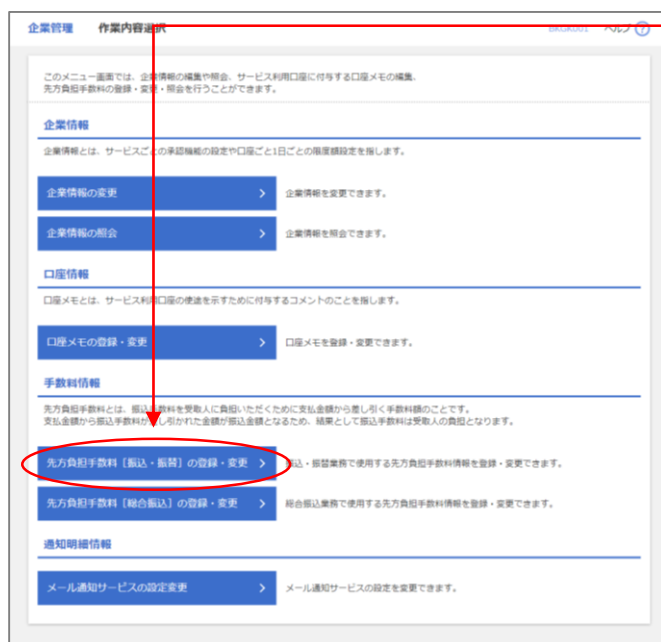 企業管理 作業内容選択 BKGK001 ヘルプ ?
このメニュー画面では、企業情報の編集や照会、サービス利用口座に付与する口座メモの編集、
先方負担手数料の登録・変更・照会を行うことができます。
企業情報
企業情報とは、サービスごとの承認機能の設定や口座ごと1日ごとの限度額設定を指します。
企業情報の変更 企業情報を変更できます。
企業情報の照会 企業情報を照会できます。
口座情報
口座メモとは、サービス利用口座の使途を示すために付与するコメントのことを指します。
口座メモの登録・変更 口座メモを登録・変更できます。
手数料情報
先方負担手数料とは、振込手数料を受取人に負担いただくために支払金額から差し引く手数料額のことです。
支払金額から振込手数料が差し引かれた金額が振込金額となるため、結果として振込手数料は受取人の負担となります。
先方負担手数料［振込・振替］の登録・変更 振込・振替業務で使用する先方負担手数料情報を登録・変更できます。
先方負担手数料［総合振込］の登録・変更 総合振込業務で使用する先方負担手数料情報を登録・変更できます。
通知明細情報
メール通知サービスの設定変更 メール通知サービスの設定を変更できます。